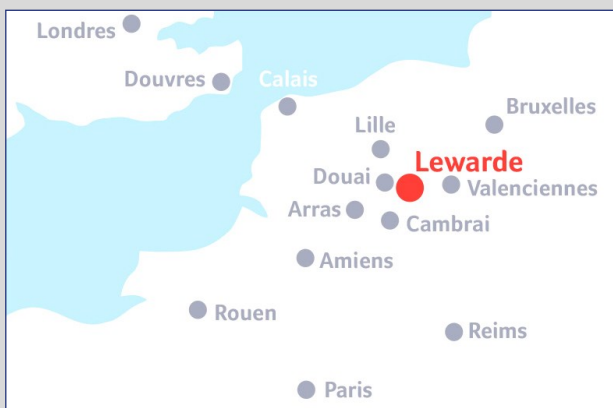 Londres
Douvres
Calais
Bruxelles
Lille
Lewarde
Douai
Valenciennes
Arras
Cambrai
Amiens
Rouen
Reims
Paris